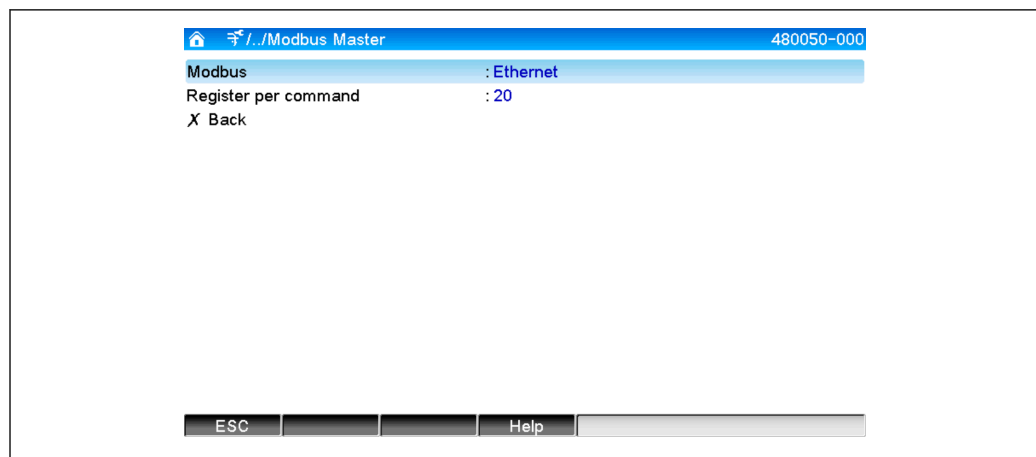 /../Modbus Master 480050-000
Modbus : Ethernet
Register per command : 20
X Back
ESC Help